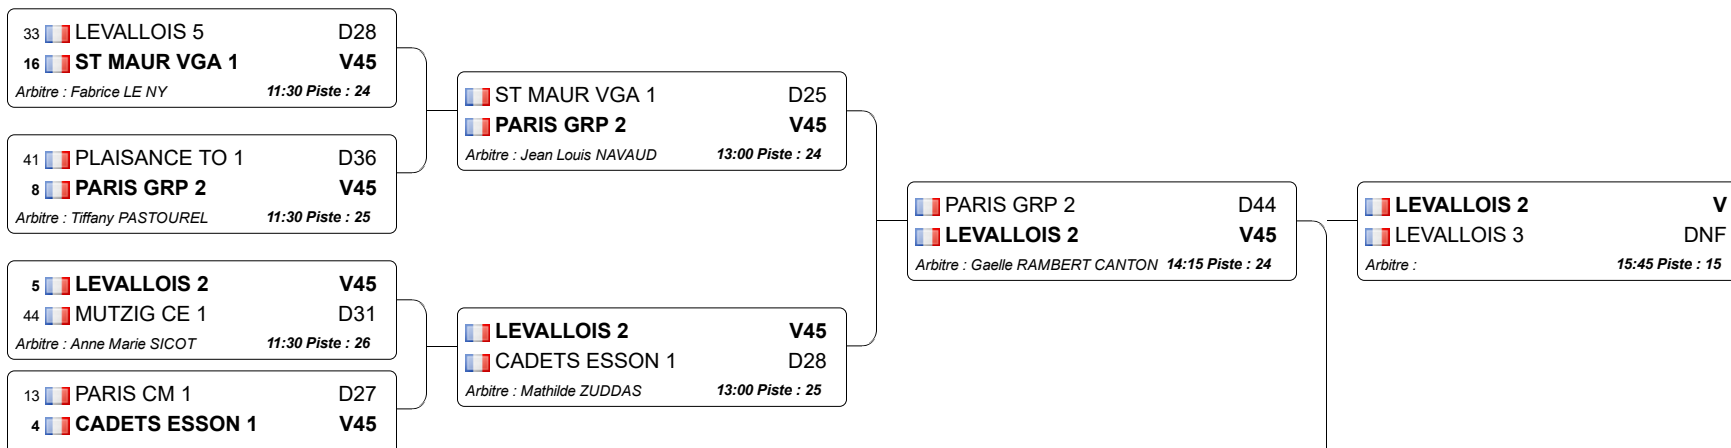 33 LEVALLOIS 5 D28
16 ST MAUR VGA 1 V45
Arbitre : Fabrice LE NY 11:30 Piste : 24
41 PLAISANCE TO 1 D36
8 PARIS GRP 2 V45
Arbitre : Tiffany PASTOUREL 11:30 Piste : 25
5 LEVALLOIS 2 V45
44 MUTZIG CE 1 D31
Arbitre : Anne Marie SICOT 11:30 Piste : 26
13 PARIS CM 1 D27
4 CADETS ESSON 1 V45
ST MAUR VGA 1 D25
PARIS GRP 2 V45
Arbitre : Jean Louis NAVAUD 13:00 Piste : 24
LEVALLOIS 2 V45
CADETS ESSON 1 D28
Arbitre : Mathilde ZUDDAS 13:00 Piste : 25
PARIS GRP 2 D44
LEVALLOIS 2 V45
Arbitre : Gaelle RAMBERT CANTON 14:15 Piste : 24
LEVALLOIS 2 V
LEVALLOIS 3 DNF
Arbitre : 15:45 Piste : 15